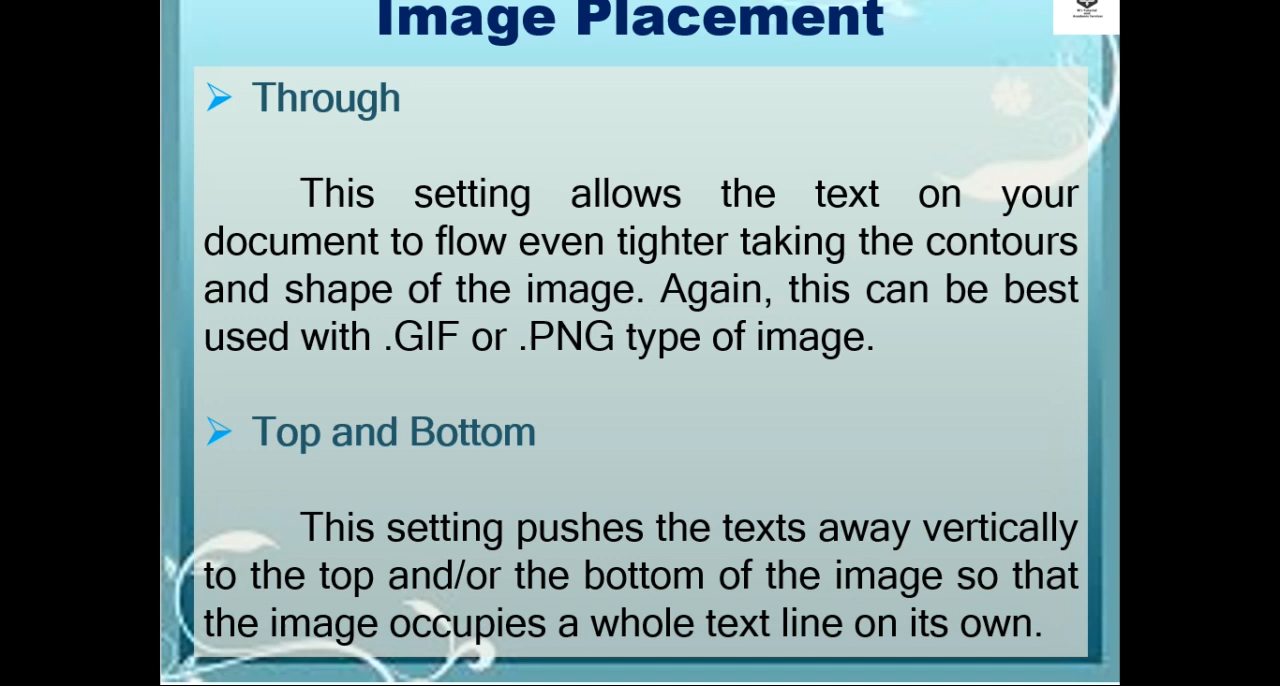 Image Placement
Through
This setting allows the text on your
document to flow even tighter taking the contours
and shape of the image. Again, this can be best
used with .GIF or .PNG type of image.
Top and Bottom
This setting pushes the texts away vertically
to the top and/or the bottom of the image so that
the image occupies a whole text line on its own.